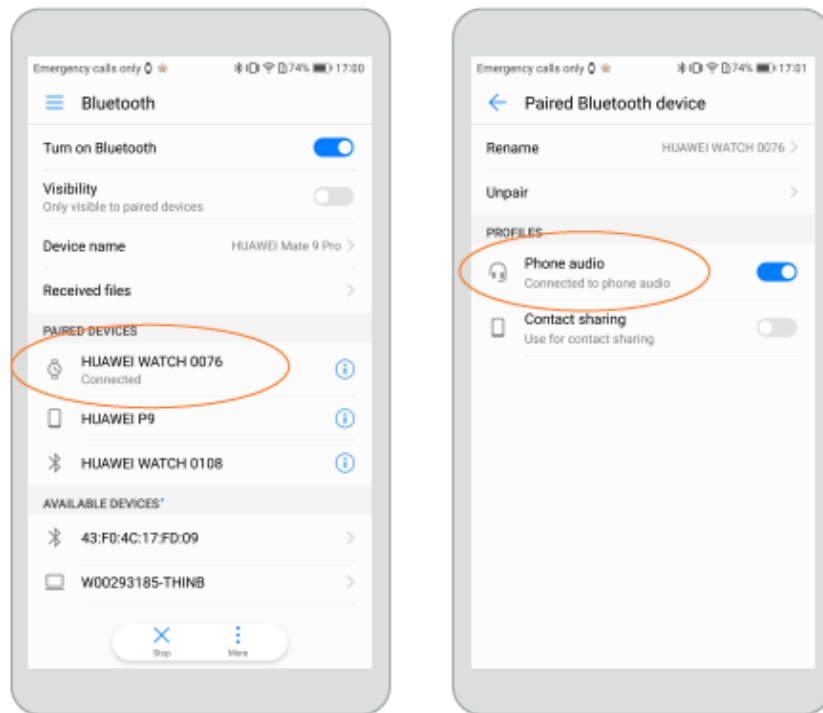 Emergency calls only 74% 17:00
Bluetooth
Turn on Bluetooth
Visibility
Only visible to paired devices
Device name HUAWEI Mate 9 Pro
Received files
PAIRED DEVICES
HUAWEI WATCH 0076
Connected
HUAWEI P9
HUAWEI WATCH 0108
AVAILABLE DEVICES
43:F0:4C:17:FD:09
W00293185-THINB
Stop More
Emergency calls only 74% 17:01
Paired Bluetooth device
Rename HUAWEI WATCH 0076
Unpair
PROFILES
Phone audio
Connected to phone audio
Contact sharing
Use for contact sharing